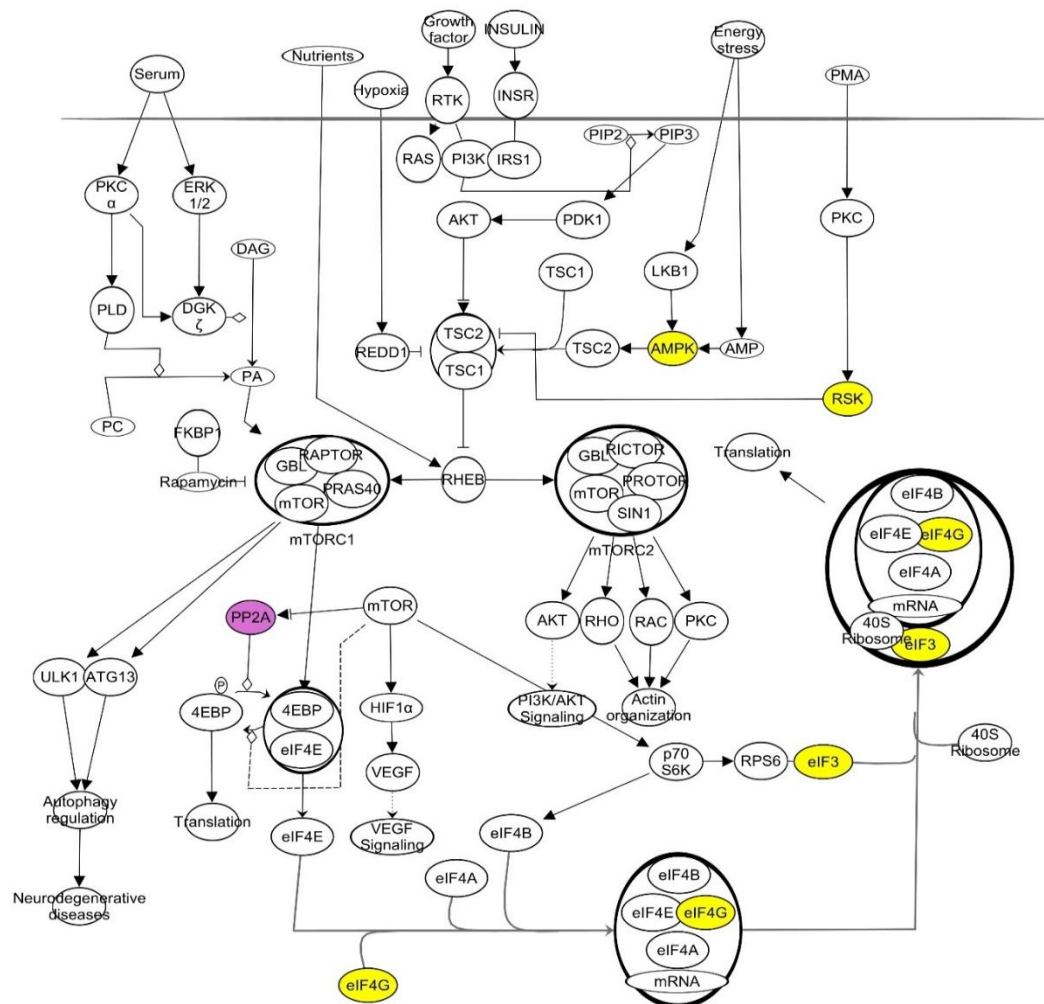 Growth
factor
INSULIN
Energy
stress
Nutrients
Serum
Hypoxia
RTK
INSR
PMA
RAS
PI3K
IRS1
PIP2
PIP3
PKC
α
ERK
1/2
AKT
PDK1
PKC
DAG
TSC1
LKB1
PLD
DGK
ζ
TSC2
TSC1
REDD1
TSC2
AMPK
AMP
PA
RSK
PC
FKBP1
Rapamycin
RAPTOR
GBL
PRAS40
mTOR
mTORC1
RHEB
RICTOR
GBL
PROTOR
mTOR
SIN1
mTORC2
Translation
eIF4B
eIF4E
eIF4G
eIF4A
mRNA
40S
Ribosome
eIF3
PP2A
mTOR
AKT
RHO
RAC
PKC
ULK1
ATG13
P
4EBP
4EBP
eIF4E
HIF1α
PI3K/AKT
Signaling
Actin
organization
VEGF
p70
S6K
RPS6
eIF3
40S
Ribosome
Autophagy
regulation
Translation
eIF4E
VEGF
Signaling
eIF4B
eIF4A
Neurodegenerative
diseases
eIF4B
eIF4E
eIF4G
eIF4A
mRNA
eIF4G